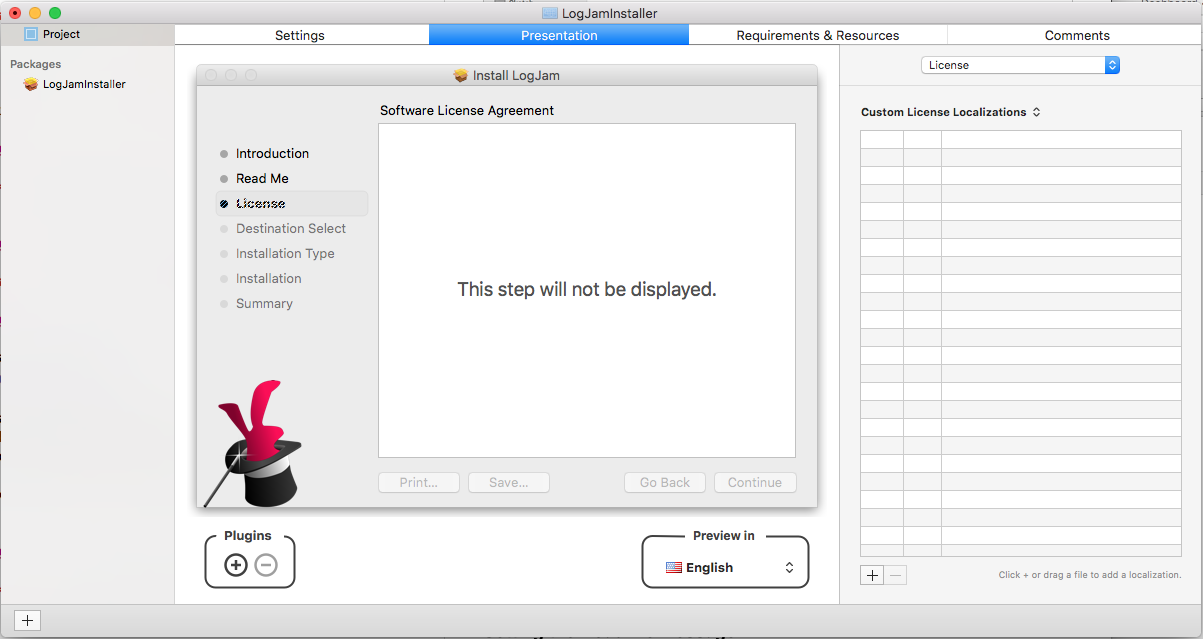 LogJamInstaller
Project
Settings
Presentation
Requirements & Resources
Comments
Packages
LogJamInstaller
Install LogJam
Software License Agreement
Introduction
Read Me
License
Destination Select
Installation Type
Installation
Summary
This step will not be displayed.
Print...
Save...
Go Back
Continue
Plugins
Preview in
English
License
Custom License Localizations
Click + or drag a file to add a localization.